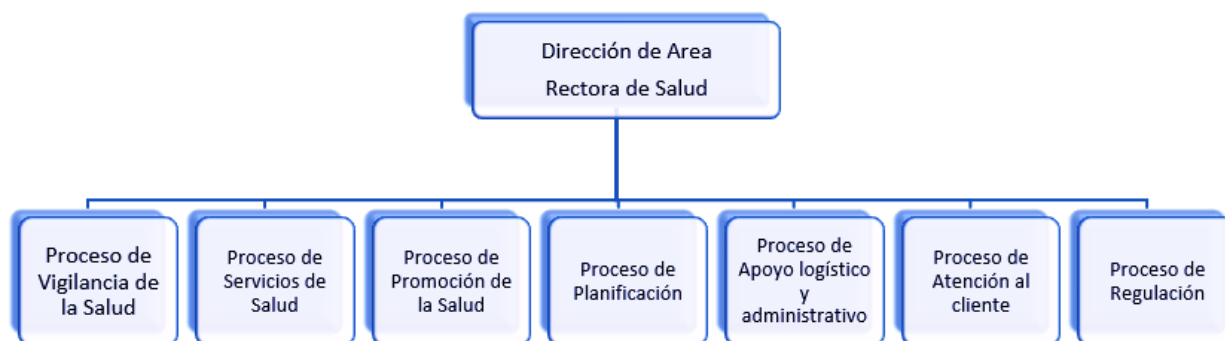 Dirección de Area
Rectora de Salud
Proceso de
Vigilancia de
la Salud
Proceso de
Servicios de
Salud
Proceso de
Promoción de
la Salud
Proceso de
Planificación
Proceso de
Apoyo logístico
y
administrativo
Proceso de
Atención al
cliente
Proceso de
Regulación